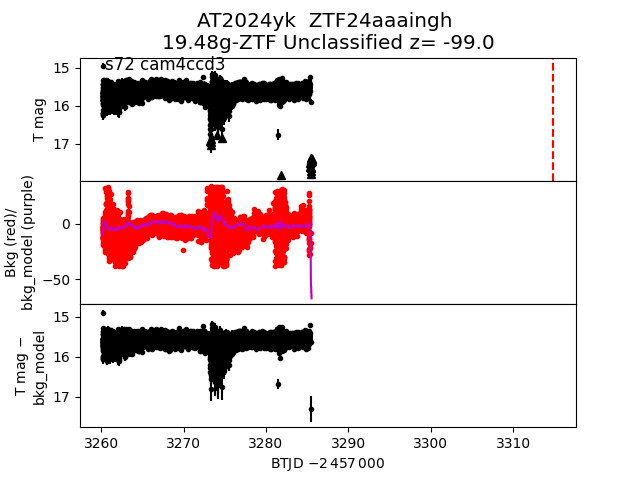 AT2024yk  ZTF24aaaingh
19.48g-ZTF Unclassified z= -99.0
s72 cam4ccd3
15
16
17
T mag
0
−50
Bkg (red)/
bkg_model (purple)
15
16
17
T mag −
bkg_model
3260
3270
3280
3290
3300
3310
BTJD −2 457 000